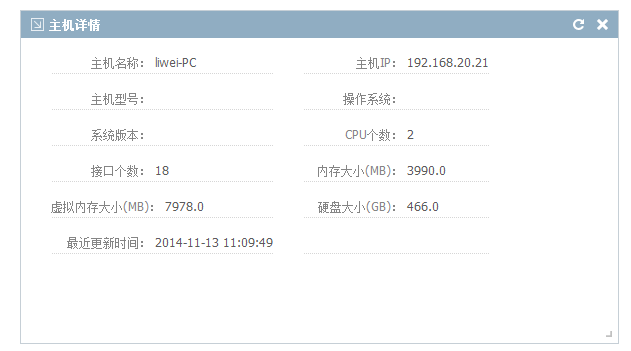 主机详情
主机名称: liwei-PC 主机IP: 192.168.20.21
主机型号: 操作系统:
系统版本: CPU个数: 2
接口个数: 18 内存大小(MB): 3990.0
虚拟内存大小(MB): 7978.0 硬盘大小(GB): 466.0
最近更新时间: 2014-11-13 11:09:49